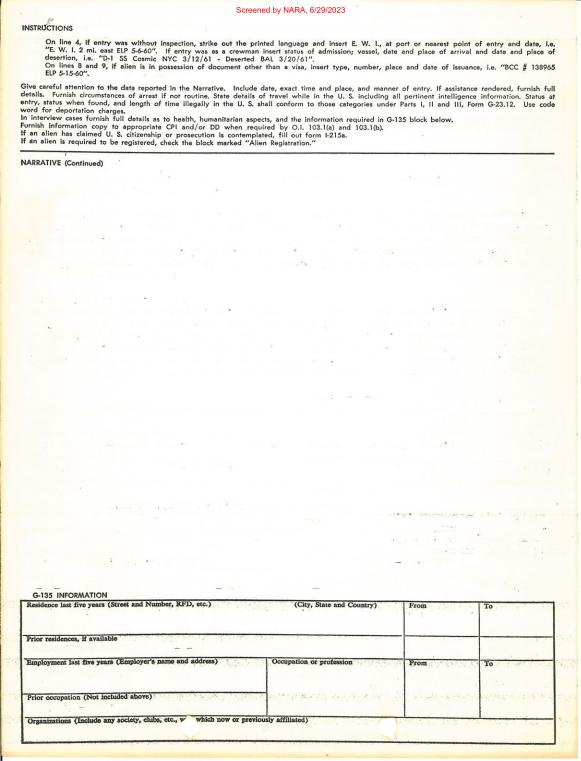 Screened by NARA, 6/29/2023
INSTRUCTIONS
On line 4, if entry was without inspection, strike out the printed language and insert E. W. I., at port or nearest point of entry and date, i.e.
"E. W. I. 2 mi. east ELP 5-6-60". If entry was as a crewman insert status of admission; vessel, date and place of arrival and date and place of
desertion, i.e. "D-1 SS Cosmic NYC 3/12/61 - Deserted BAL 3/20/61".
On lines 8 and 9, if alien is in possession of document other than a visa, insert type, number, place and date of issuance, i.e. "BCC # 138965
ELP 5-15-60".
Give careful attention to the data reported in the Narrative. Include date, exact time and place, and manner of entry. If assistance rendered, furnish full
details. Furnish circumstances of arrest if not routine. State details of travel while in the U. S. including all pertinent intelligence information. Status at
entry, status when found, and length of time illegally in the U. S. shall conform to those categories under Parts I, II and III, Form G-23.12. Use code
word for deportation charges.
In interview cases furnish full details as to health, humanitarian aspects, and the information required in G-135 block below.
Furnish information copy to appropriate CPI and/or DD when required by O.I. 103.1(a) and 103.1(b).
If an alien has claimed U. S. citizenship or prosecution is contemplated, fill out form I-215a.
If an alien is required to be registered, check the block marked "Alien Registration."
NARRATIVE (Continued)
G-135 INFORMATION
Residence last five years (Street and Number, RFD, etc.) (City, State and Country) From To
Prior residences, if available
Employment last five years (Employer's name and address) Occupation or profession From To
Prior occupation (Not included above)
Organizations (Include any society, clubs, etc., w which now or previously affiliated)